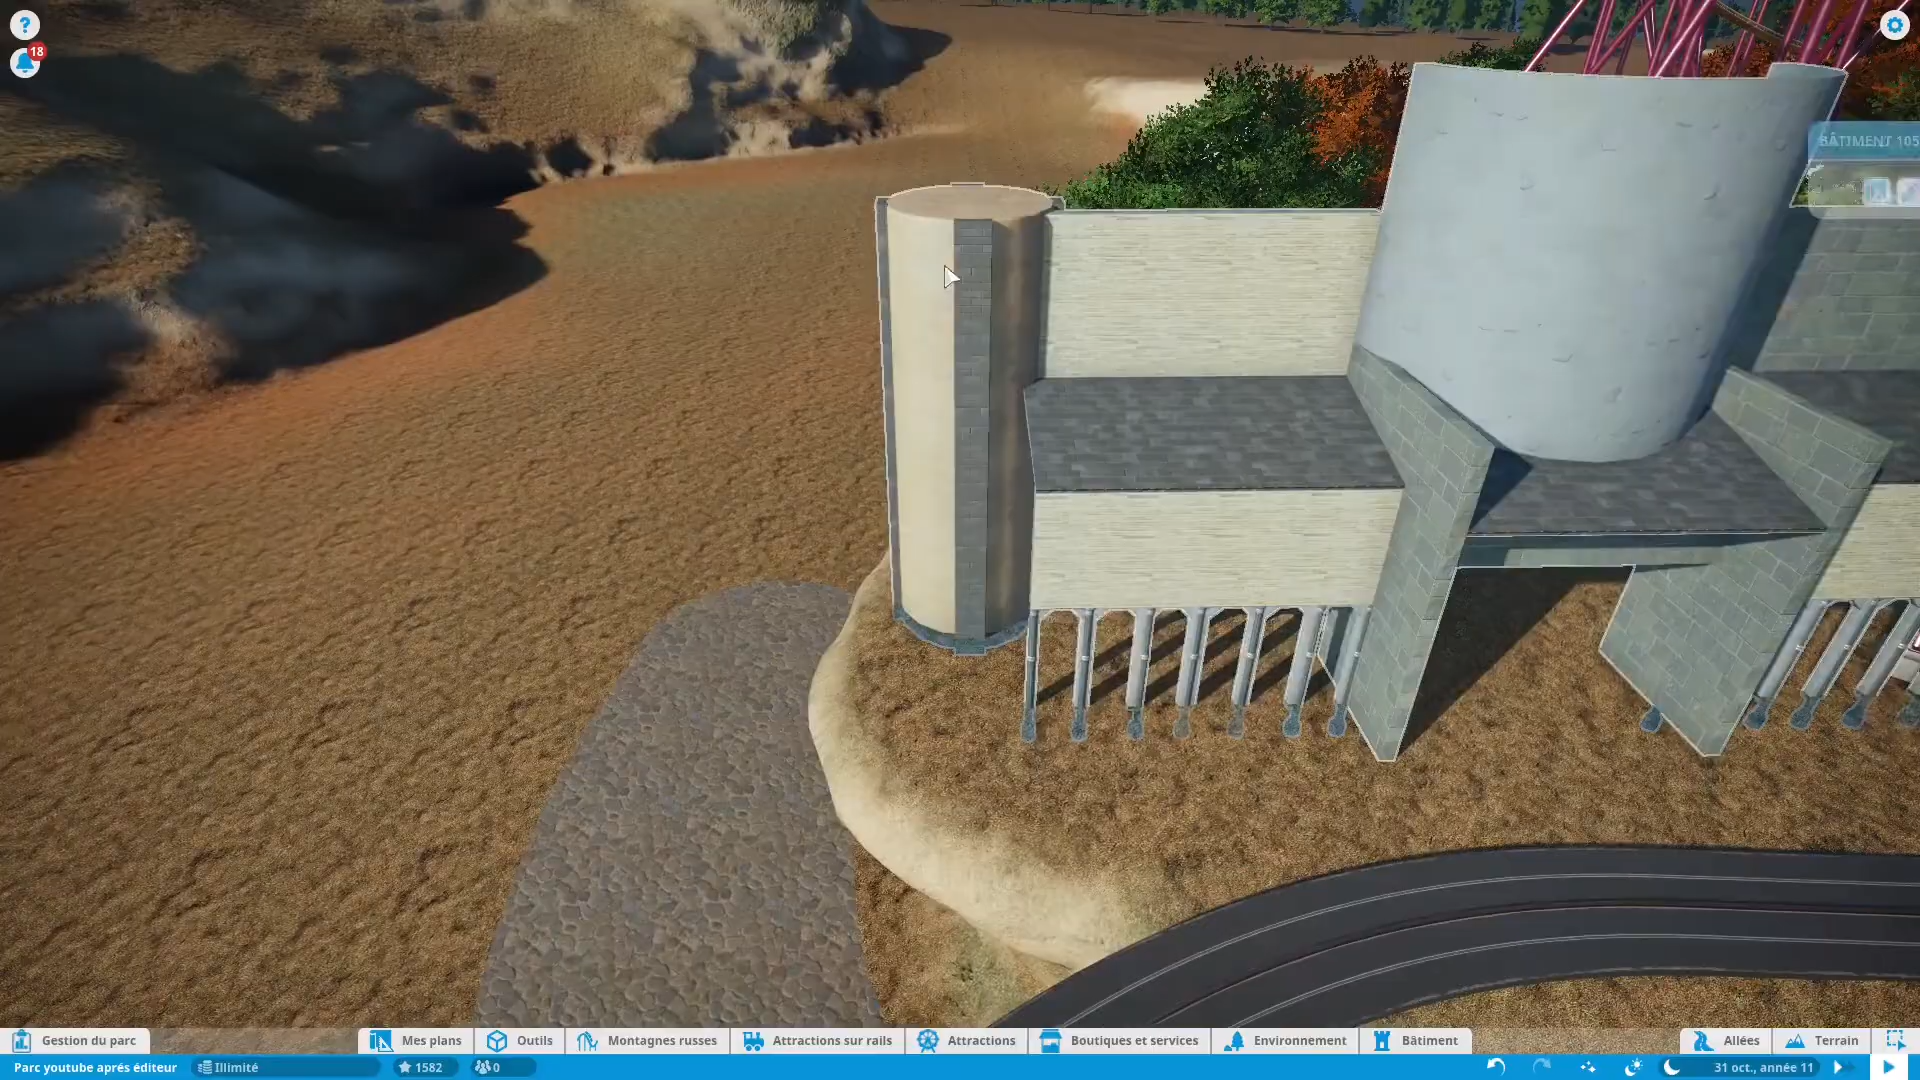 ?
18
BÂTIMENT 105
Gestion du parc
Mes plans
Outils
Montagnes russes
Attractions sur rails
Attractions
Boutiques et services
Environnement
Bâtiment
Allées
Terrain
Parc youtube aprés éditeur
Illimité
1582
0
31 oct., année 11